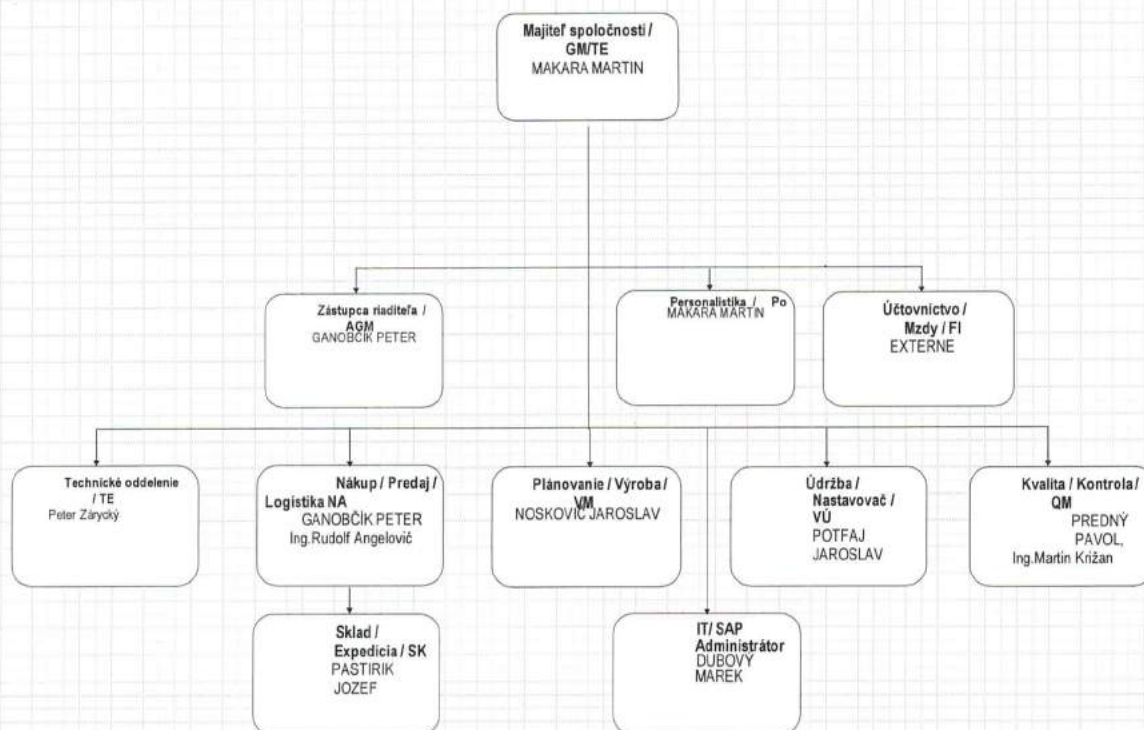 Majiteľ spoločnosti /
GM/TE
MAKARA MARTIN
Zástupca riaditeľa /
AGM
GANOBČÍK PETER
Personalistika / Po
MAKARA MARTIN
Účtovníctvo /
Mzdy / FI
EXTERNE
Technické oddelenie
/ TE
Peter Zárycký
Nákup / Predaj /
Logistika NA
GANOBČÍK PETER
Ing.Rudolf Angelovič
Plánovanie / Výroba /
VM
NOSKOVIČ JAROSLAV
Údržba /
Nastavovač /
VÚ
POTFAJ
JAROSLAV
Kvalita / Kontrola /
QM
PREDNÝ
PAVOL,
Ing.Martin Križan
Sklad /
Expedícia / SK
PASTIRIK
JOZEF
IT/ SAP
Administrátor
DUBOVÝ
MAREK